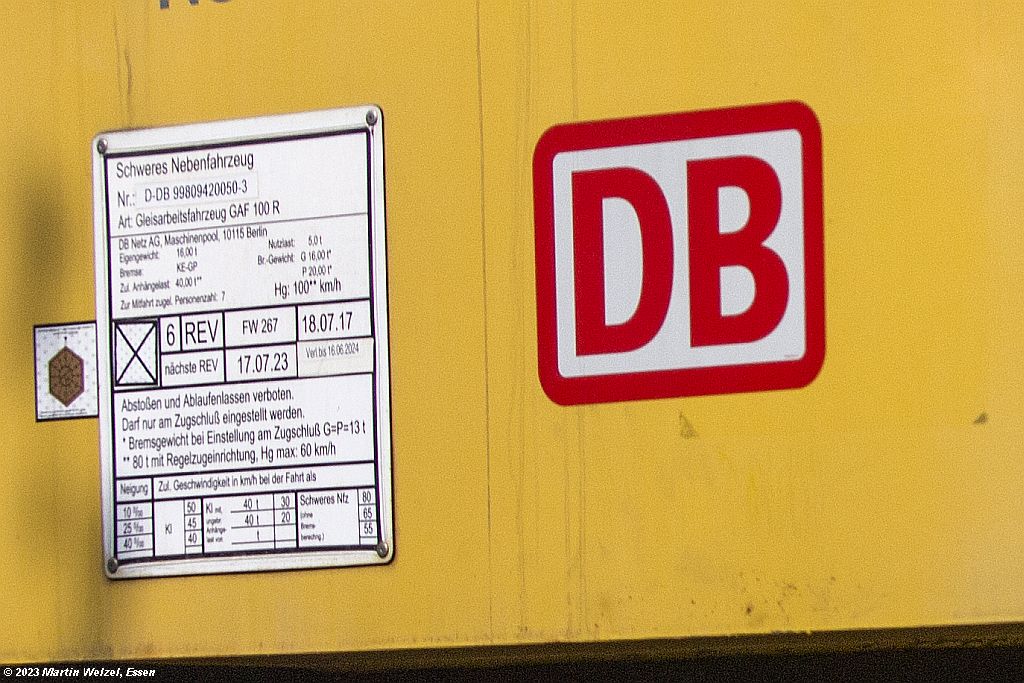 Schweres Nebenfahrzeug
Nr.: D-DB 99809420050-3
Art: Gleisarbeitsfahrzeug GAF 100 R
DB Netz AG, Maschinenpool, 10115 Berlin
Eigengewicht: 16,00 t Nutzlast: 5,0 t
Bremse: KE-GP Br.-Gewicht: G 16,00 t*
Zul. Anhängelast: 40,00 t** P 20,00 t*
Zur Mitfahrt zugel. Personenzahl: 7 Hg: 100** km/h
6 REV FW 267 18.07.17
nächste REV 17.07.23 Verl bis 16.06.2024
Abstoßen und Ablaufenlassen verboten.
Darf nur am Zugschluß eingestellt werden.
* Bremsgewicht bei Einstellung am Zugschluß G=P=13 t
** 80 t mit Regelzugeinrichtung, Hg max: 60 km/h
Neigung Zul. Geschwindigkeit in km/h bei der Fahrt als
10 ‰ Kl 50 Kl mit 40 t 30 Schweres Nfz 80
25 ‰ 45 ungebr. 40 t 20 (ohne 65
40 ‰ 40 Anhänge- t Brems- 55
last von berechng.)
DB
© 2023 Martin Welzel, Essen